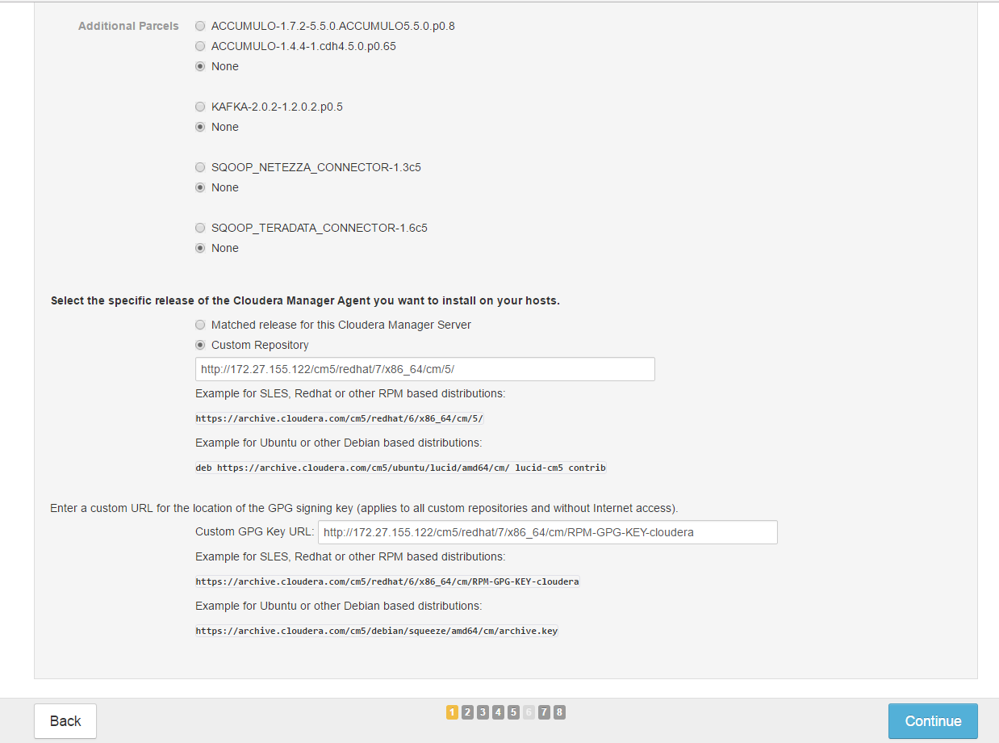 Additional Parcels
ACCUMULO-1.7.2-5.5.0.ACCUMULO5.5.0.p0.8
ACCUMULO-1.4.4-1.cdh4.5.0.p0.65
None
KAFKA-2.0.2-1.2.0.2.p0.5
None
SQOOP_NETEZZA_CONNECTOR-1.3c5
None
SQOOP_TERADATA_CONNECTOR-1.6c5
None
Select the specific release of the Cloudera Manager Agent you want to install on your hosts.
Matched release for this Cloudera Manager Server
Custom Repository
http://172.27.155.122/cm5/redhat/7/x86_64/cm/5/
Example for SLES, Redhat or other RPM based distributions:
https://archive.cloudera.com/cm5/redhat/6/x86_64/cm/5/
Example for Ubuntu or other Debian based distributions:
deb https://archive.cloudera.com/cm5/ubuntu/lucid/amd64/cm/ lucid-cm5 contrib
Enter a custom URL for the location of the GPG signing key (applies to all custom repositories and without Internet access).
Custom GPG Key URL: http://172.27.155.122/cm5/redhat/7/x86_64/cm/RPM-GPG-KEY-cloudera
Example for SLES, Redhat or other RPM based distributions:
https://archive.cloudera.com/cm5/redhat/6/x86_64/cm/RPM-GPG-KEY-cloudera
Example for Ubuntu or other Debian based distributions:
https://archive.cloudera.com/cm5/debian/squeeze/amd64/cm/archive.key
Back 1 2 3 4 5 6 7 8 Continue